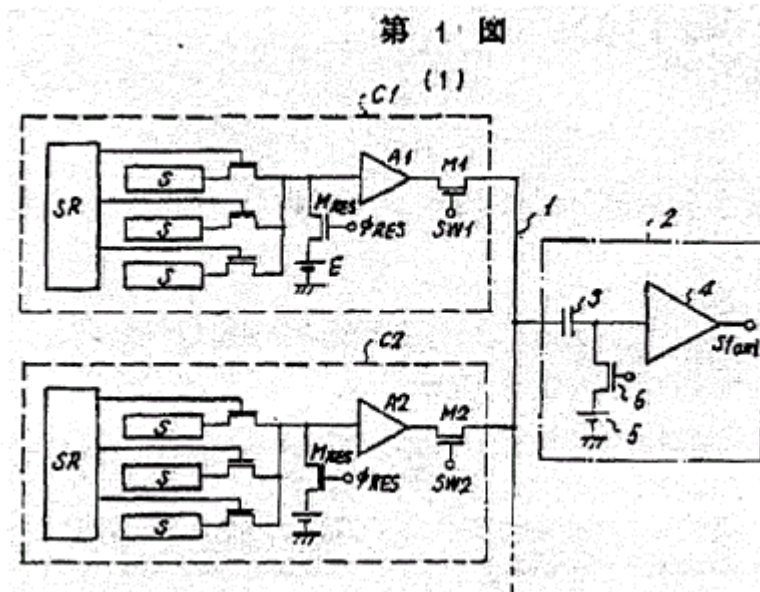 第 1 図
(1)
C1
A1
M1
S
SR
MRES
φRES
SW1
1
2
S
S
E
3
4
C2
6
5
A2
M2
S
SR
MRES
φRES
SW2
S
S